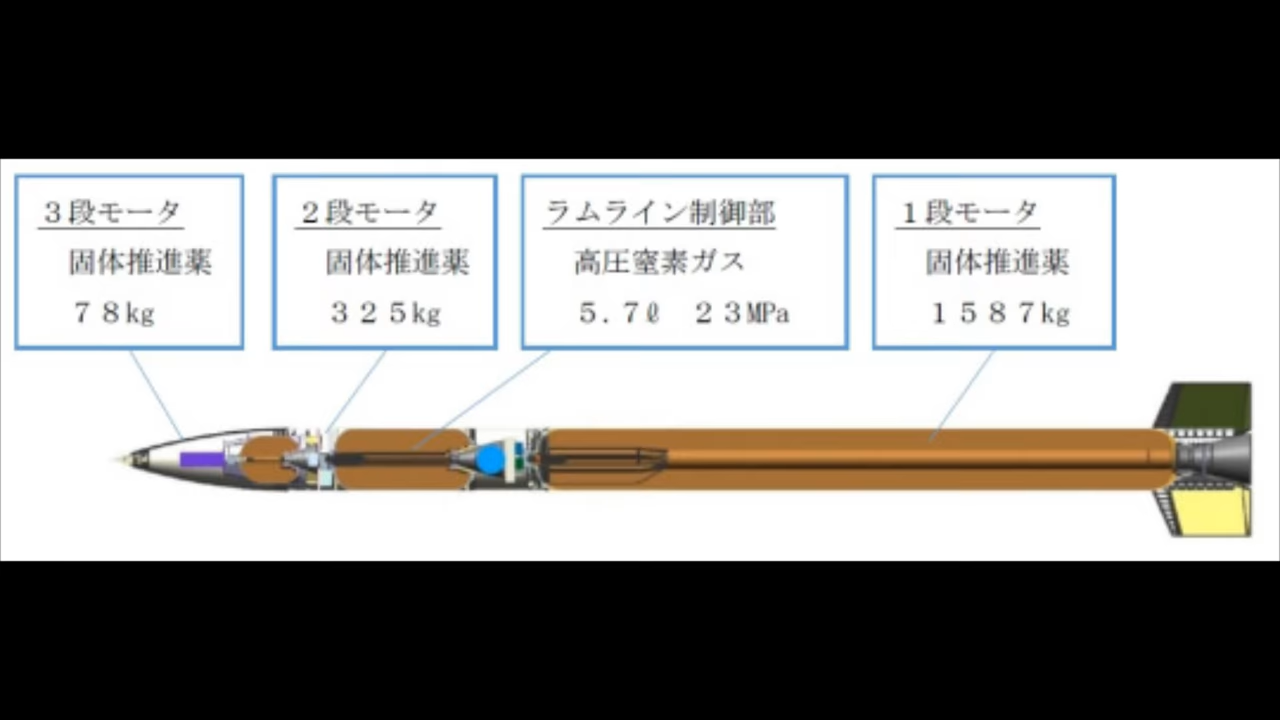 ３段モータ
固体推進薬
７８kg
２段モータ
固体推進薬
３２５kg
ラムライン制御部
高圧窒素ガス
５.７ℓ　２３MPa
１段モータ
固体推進薬
１５８７kg